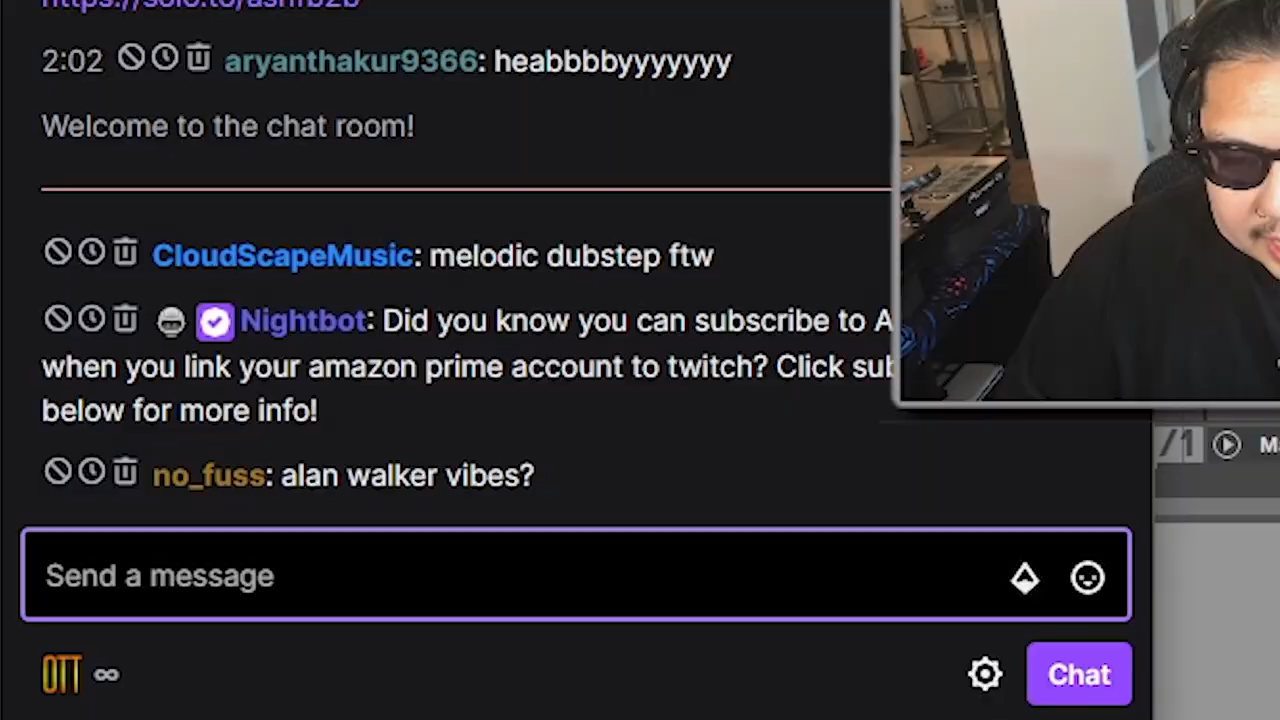 2:02 aryanthakur9366: heabbbbyyyyyyy
Welcome to the chat room!
CloudScapeMusic: melodic dubstep ftw
Nightbot: Did you know you can subscribe to A
when you link your amazon prime account to twitch? Click sub
below for more info!
no_fuss: alan walker vibes?
/1
Send a message
OTT ∞
Chat